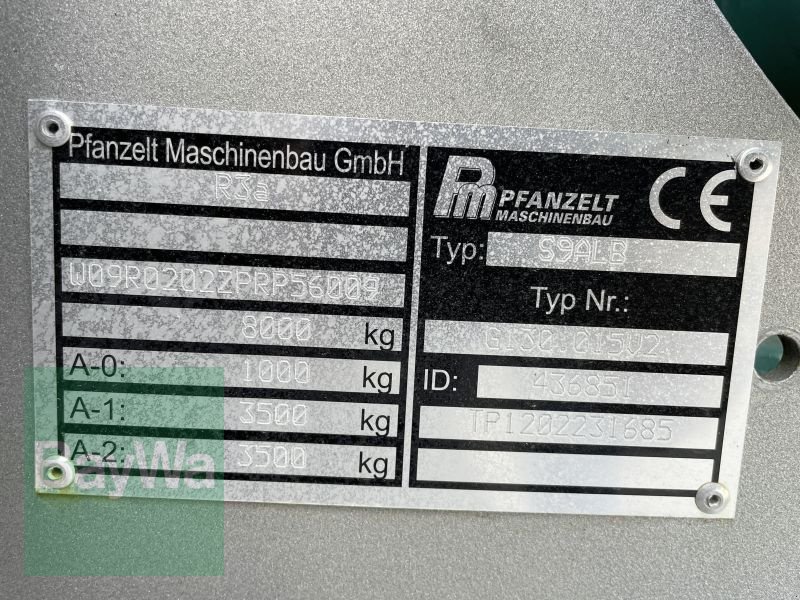 Pfanzelt Maschinenbau GmbH
R3a
W09R0202ZPRP56009
8000 kg
A-0: 1000 kg
A-1: 3500 kg
A-2: 3500 kg
Pm PFANZELT
MASCHINENBAU
CE
Typ: S9ALB
Typ Nr.:
G130.015V2
ID: 436851
TP1202231685
BayWa